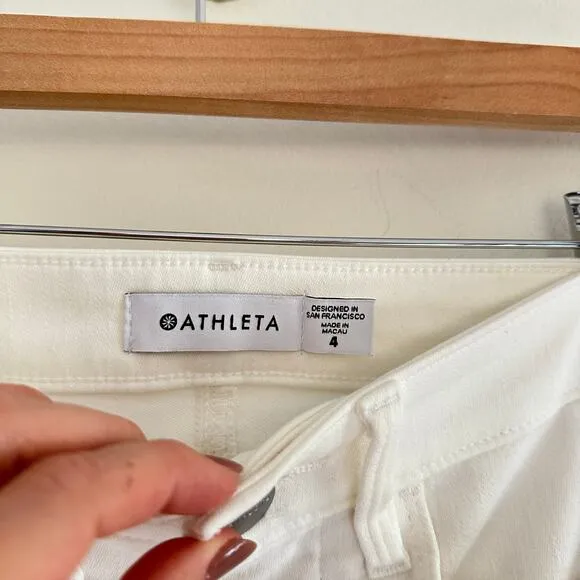 ATHLETA
DESIGNED IN
SAN FRANCISCO
MADE IN
MACAU
4